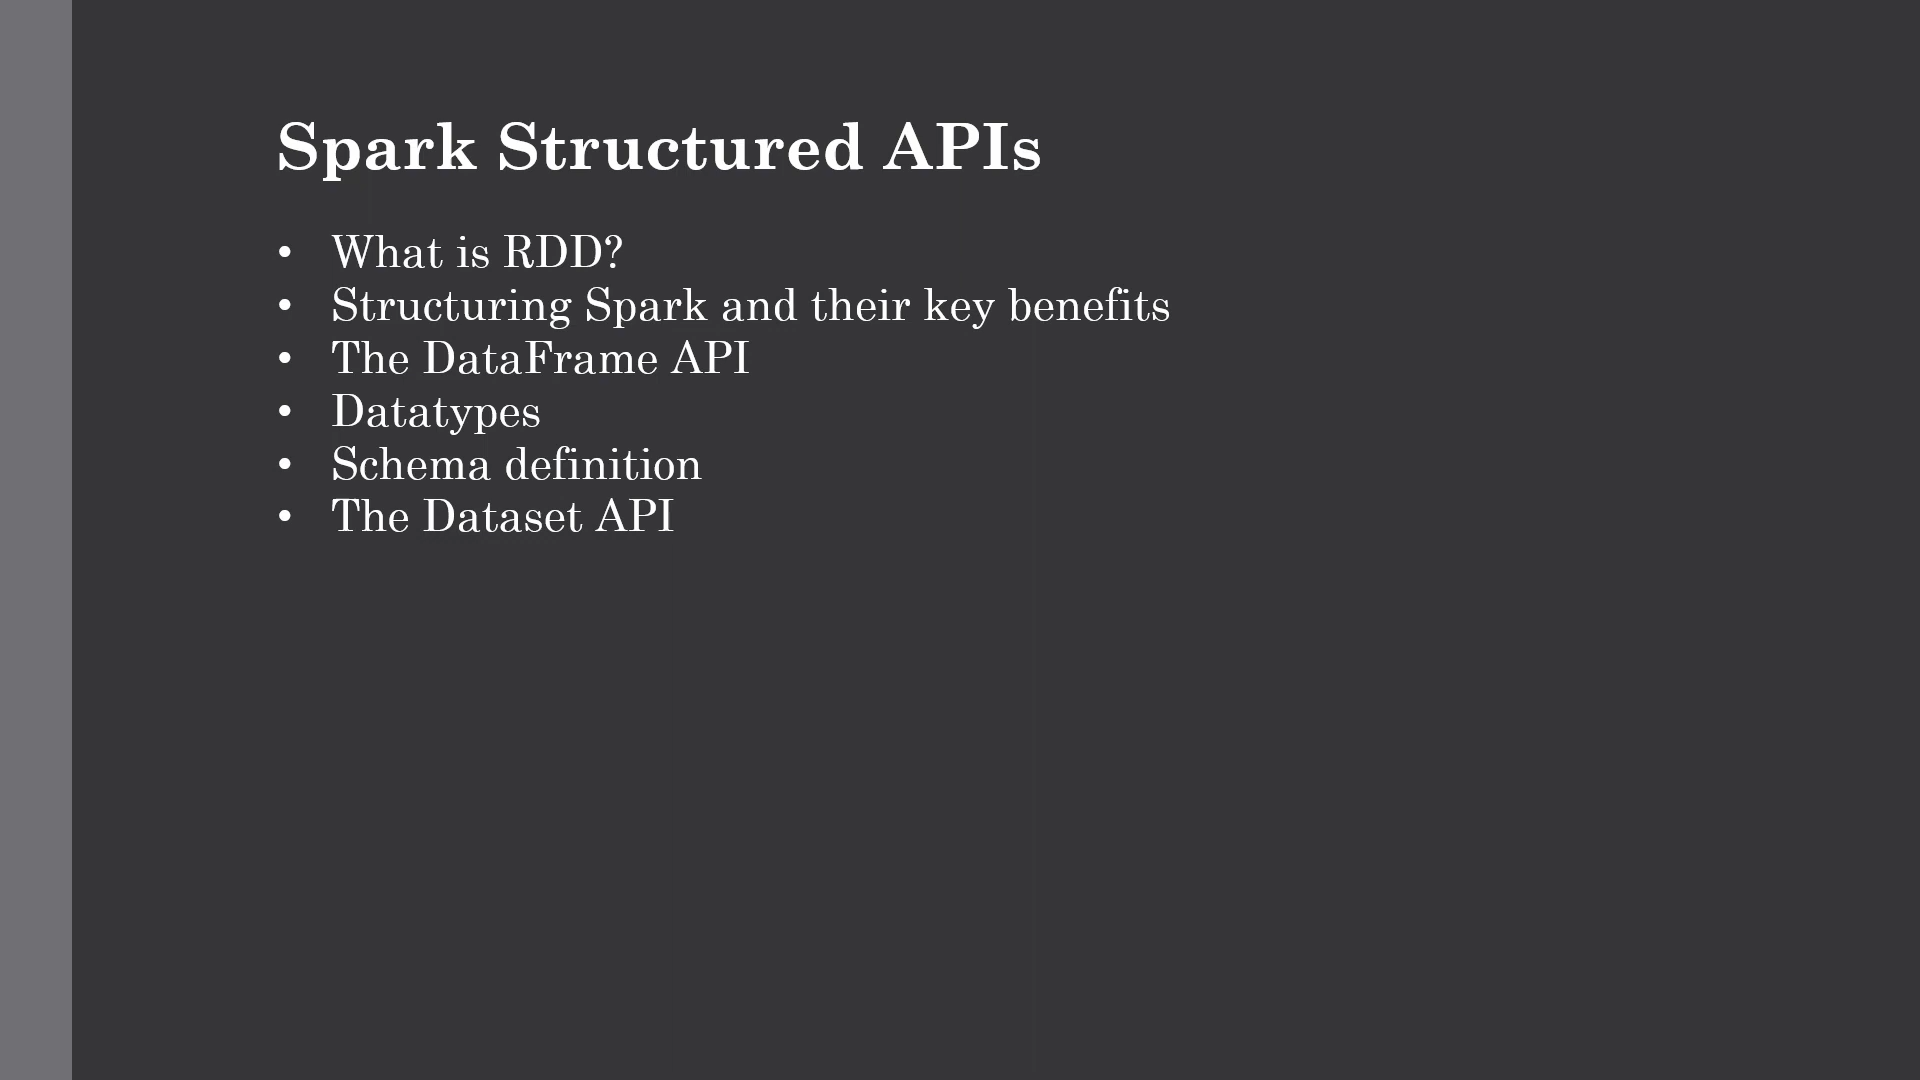 Spark Structured APIs
• What is RDD?
• Structuring Spark and their key benefits
• The DataFrame API
• Datatypes
• Schema definition
• The Dataset API